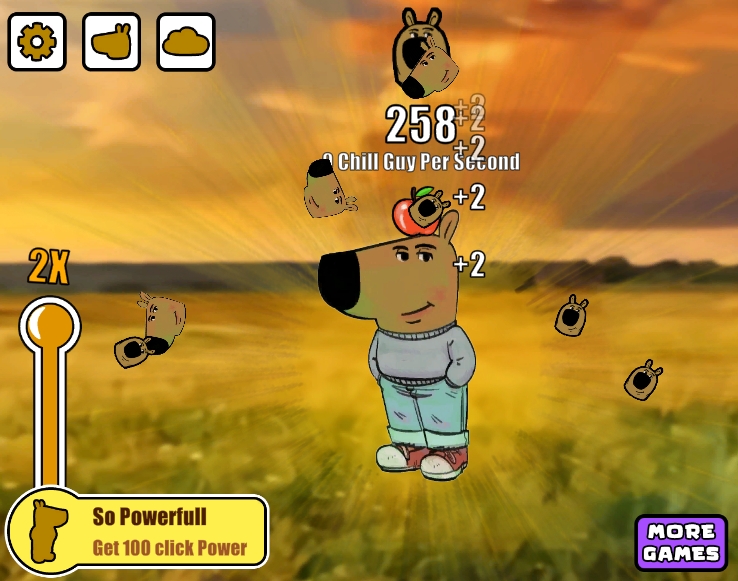 258
+2
+2
+2
0 Chill Guy Per Second
+2
+2
2X
So Powerfull
Get 100 click Power
MORE
GAMES